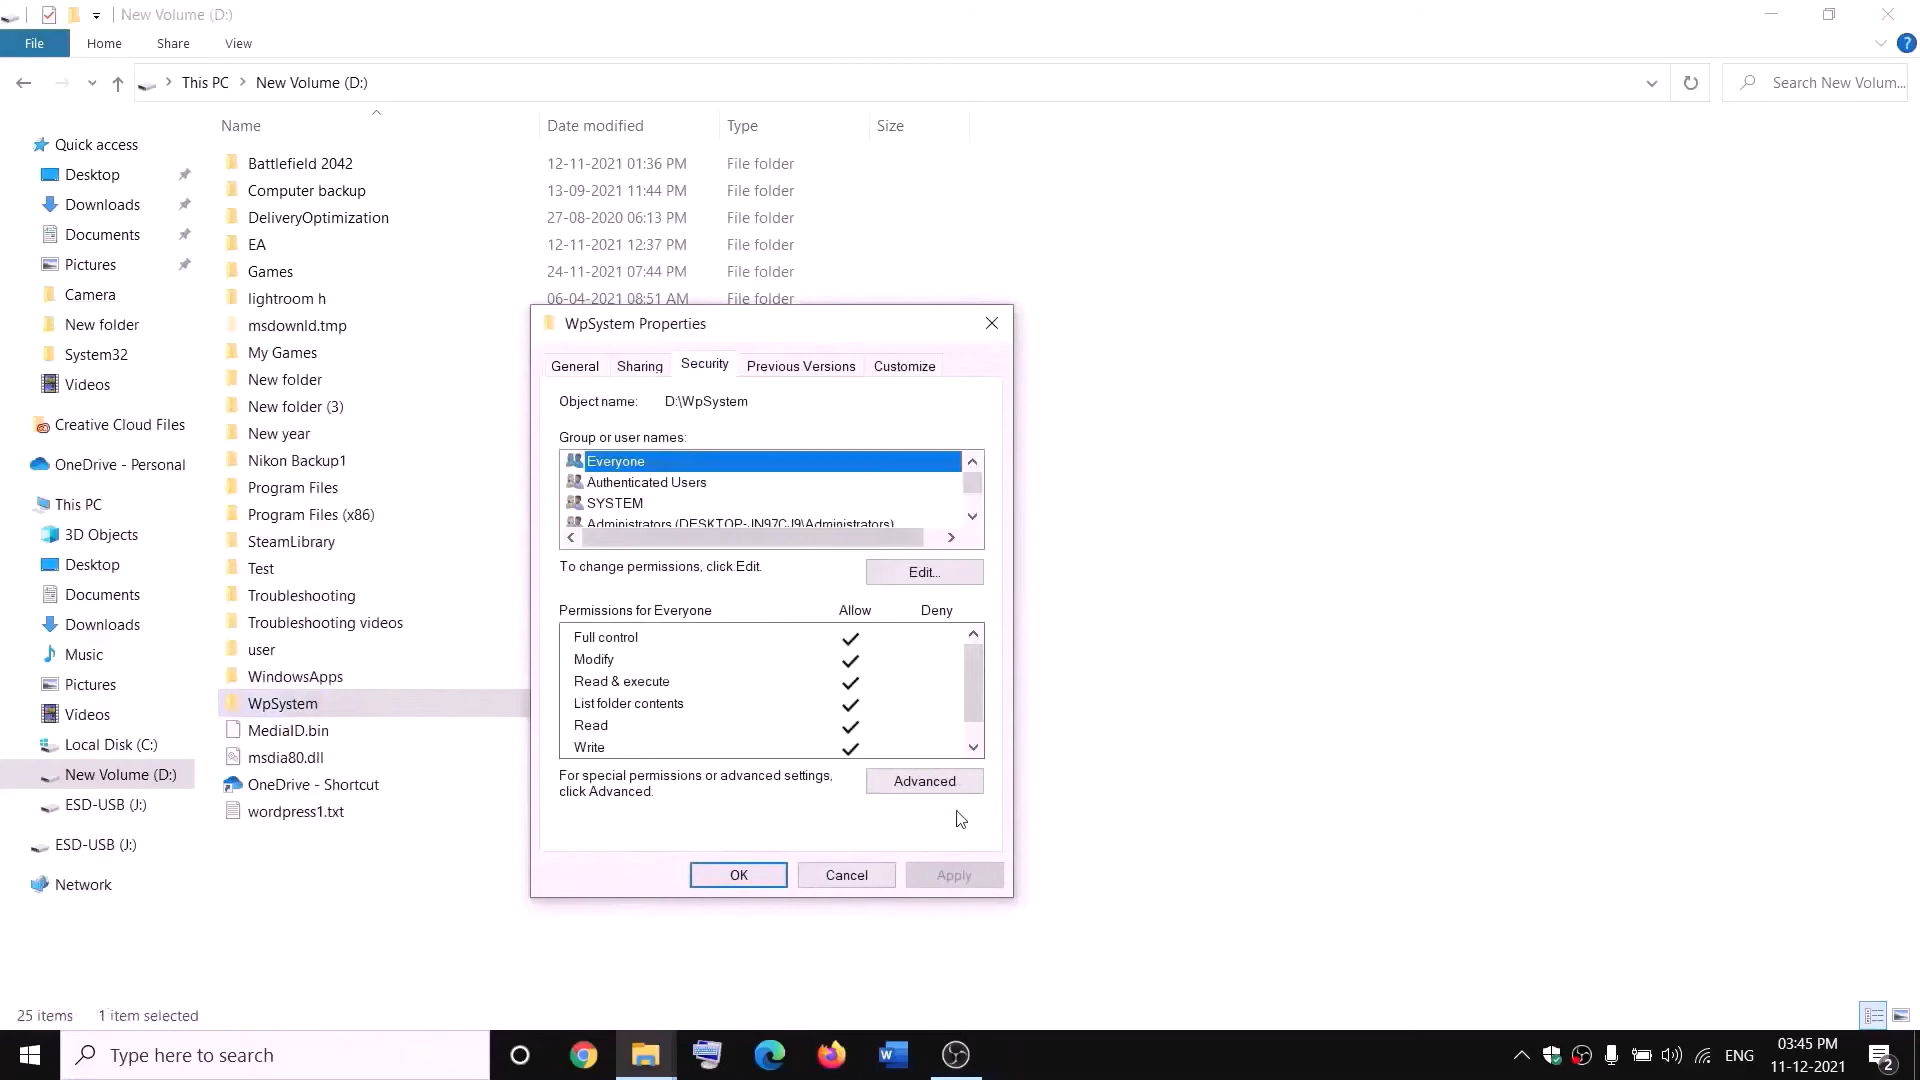 New Volume (D:)
File Home Share View
This PC New Volume (D:)
Search New Volum...
Name Date modified Type Size
Quick access
Desktop
Downloads
Documents
Pictures
Camera
New folder
System32
Videos
Creative Cloud Files
OneDrive - Personal
This PC
3D Objects
Desktop
Documents
Downloads
Music
Pictures
Videos
Local Disk (C:)
New Volume (D:)
ESD-USB (J:)
ESD-USB (J:)
Network
Battlefield 2042 12-11-2021 01:36 PM File folder
Computer backup 13-09-2021 11:44 PM File folder
DeliveryOptimization 27-08-2020 06:13 PM File folder
EA 12-11-2021 12:37 PM File folder
Games 24-11-2021 07:44 PM File folder
lightroom h 06-04-2021 08:51 AM File folder
msdownld.tmp
My Games
New folder
New folder (3)
New year
Nikon Backup1
Program Files
Program Files (x86)
SteamLibrary
Test
Troubleshooting
Troubleshooting videos
user
WindowsApps
WpSystem
MediaID.bin
msdia80.dll
OneDrive - Shortcut
wordpress1.txt
WpSystem Properties
General Sharing Security Previous Versions Customize
Object name: D:\WpSystem
Group or user names:
Everyone
Authenticated Users
SYSTEM
Administrators (DESKTOP-JN97CJ9\Administrators)
To change permissions, click Edit.
Edit...
Permissions for Everyone Allow Deny
Full control
Modify
Read & execute
List folder contents
Read
Write
For special permissions or advanced settings,
click Advanced.
Advanced
OK Cancel Apply
25 items 1 item selected
Type here to search
ENG
03:45 PM
11-12-2021
2